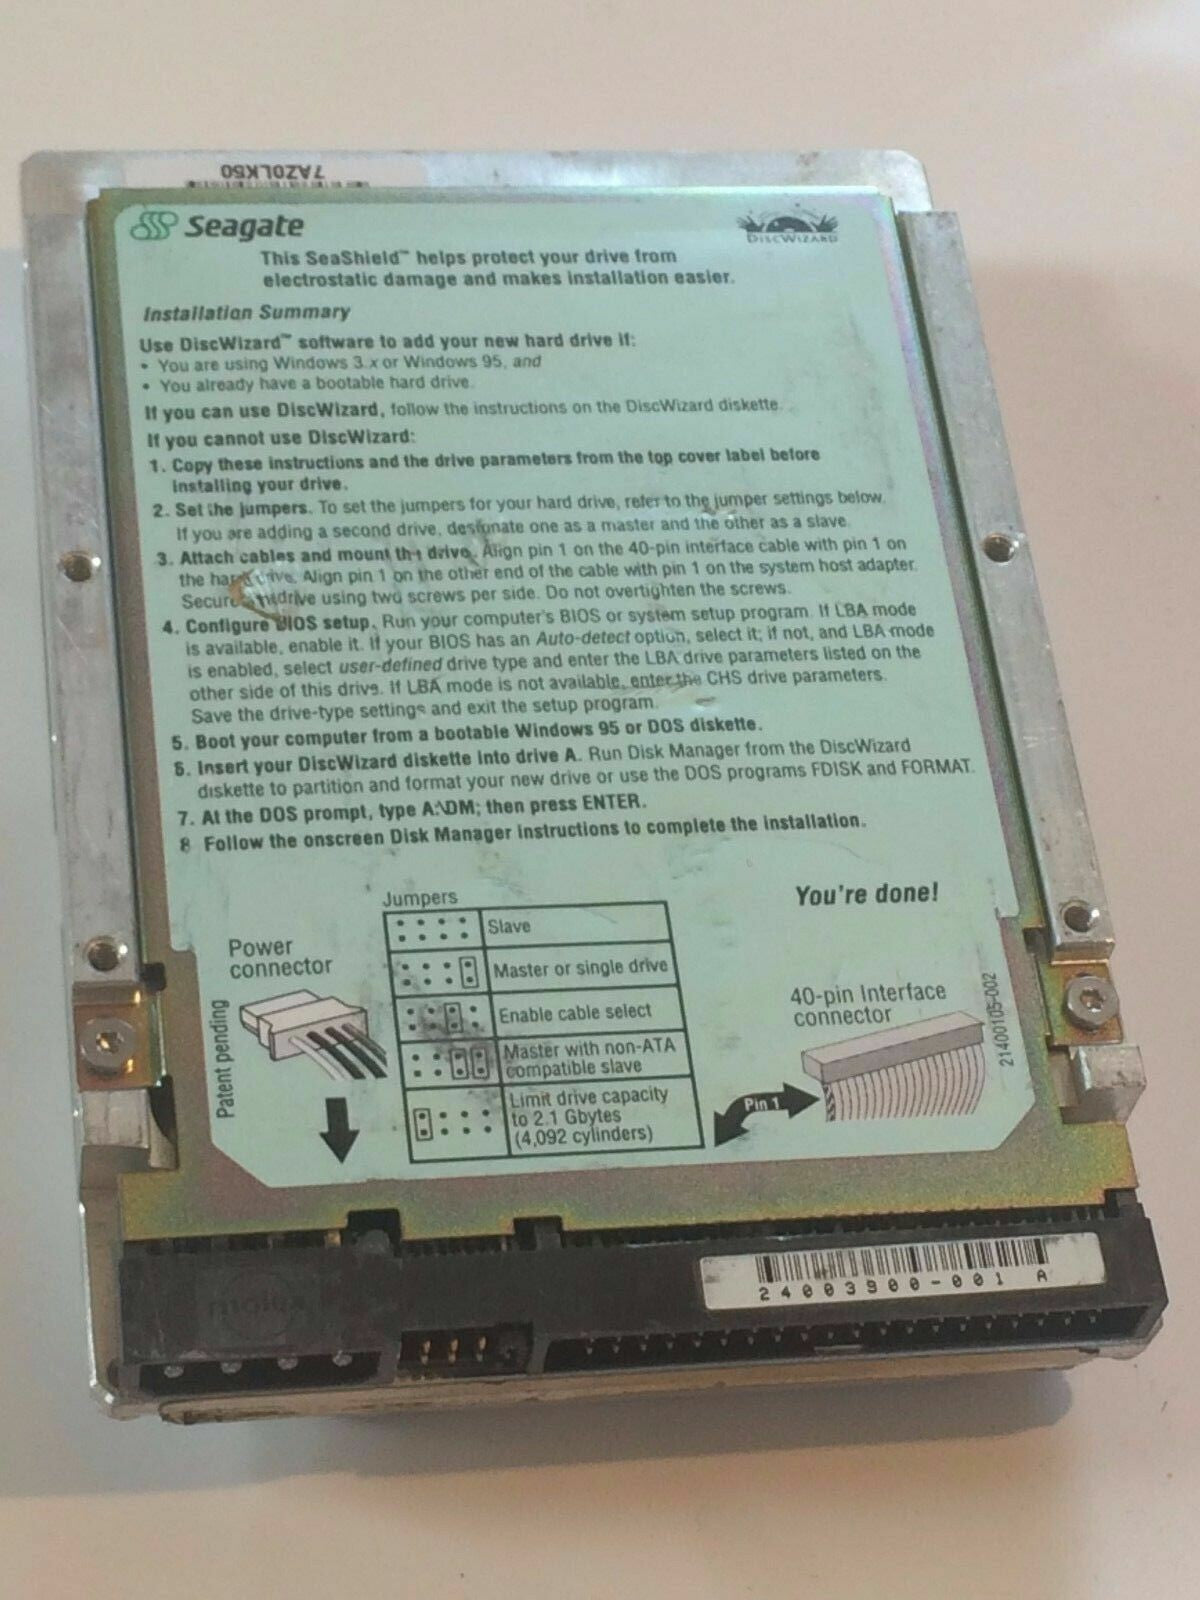 7AZ0LK50
Seagate
DISCWIZARD
This SeaShield™ helps protect your drive from
electrostatic damage and makes installation easier.
Installation Summary
Use DiscWizard™ software to add your new hard drive if:
• You are using Windows 3.x or Windows 95, and
• You already have a bootable hard drive.
If you can use DiscWizard, follow the instructions on the DiscWizard diskette.
If you cannot use DiscWizard:
1. Copy these instructions and the drive parameters from the top cover label before
installing your drive.
2. Set the jumpers. To set the jumpers for your hard drive, refer to the jumper settings below.
If you are adding a second drive, designate one as a master and the other as a slave.
3. Attach cables and mount the drive. Align pin 1 on the 40-pin interface cable with pin 1 on
the hard drive. Align pin 1 on the other end of the cable with pin 1 on the system host adapter.
Secure drive using two screws per side. Do not overtighten the screws.
4. Configure BIOS setup. Run your computer's BIOS or system setup program. If LBA mode
is available, enable it. If your BIOS has an Auto-detect option, select it; if not, and LBA mode
is enabled, select user-defined drive type and enter the LBA drive parameters listed on the
other side of this drive. If LBA mode is not available, enter the CHS drive parameters.
Save the drive-type settings and exit the setup program.
5. Boot your computer from a bootable Windows 95 or DOS diskette.
6. Insert your DiscWizard diskette into drive A. Run Disk Manager from the DiscWizard
diskette to partition and format your new drive or use the DOS programs FDISK and FORMAT.
7. At the DOS prompt, type A:\DM; then press ENTER.
8 Follow the onscreen Disk Manager instructions to complete the installation.
You're done!
Jumpers
Slave
Master or single drive
Enable cable select
Master with non-ATA
compatible slave
Limit drive capacity
to 2.1 Gbytes
(4,092 cylinders)
Power
connector
Patent pending
40-pin Interface
connector
Pin 1
21400105-002
molex
24003900-001 A